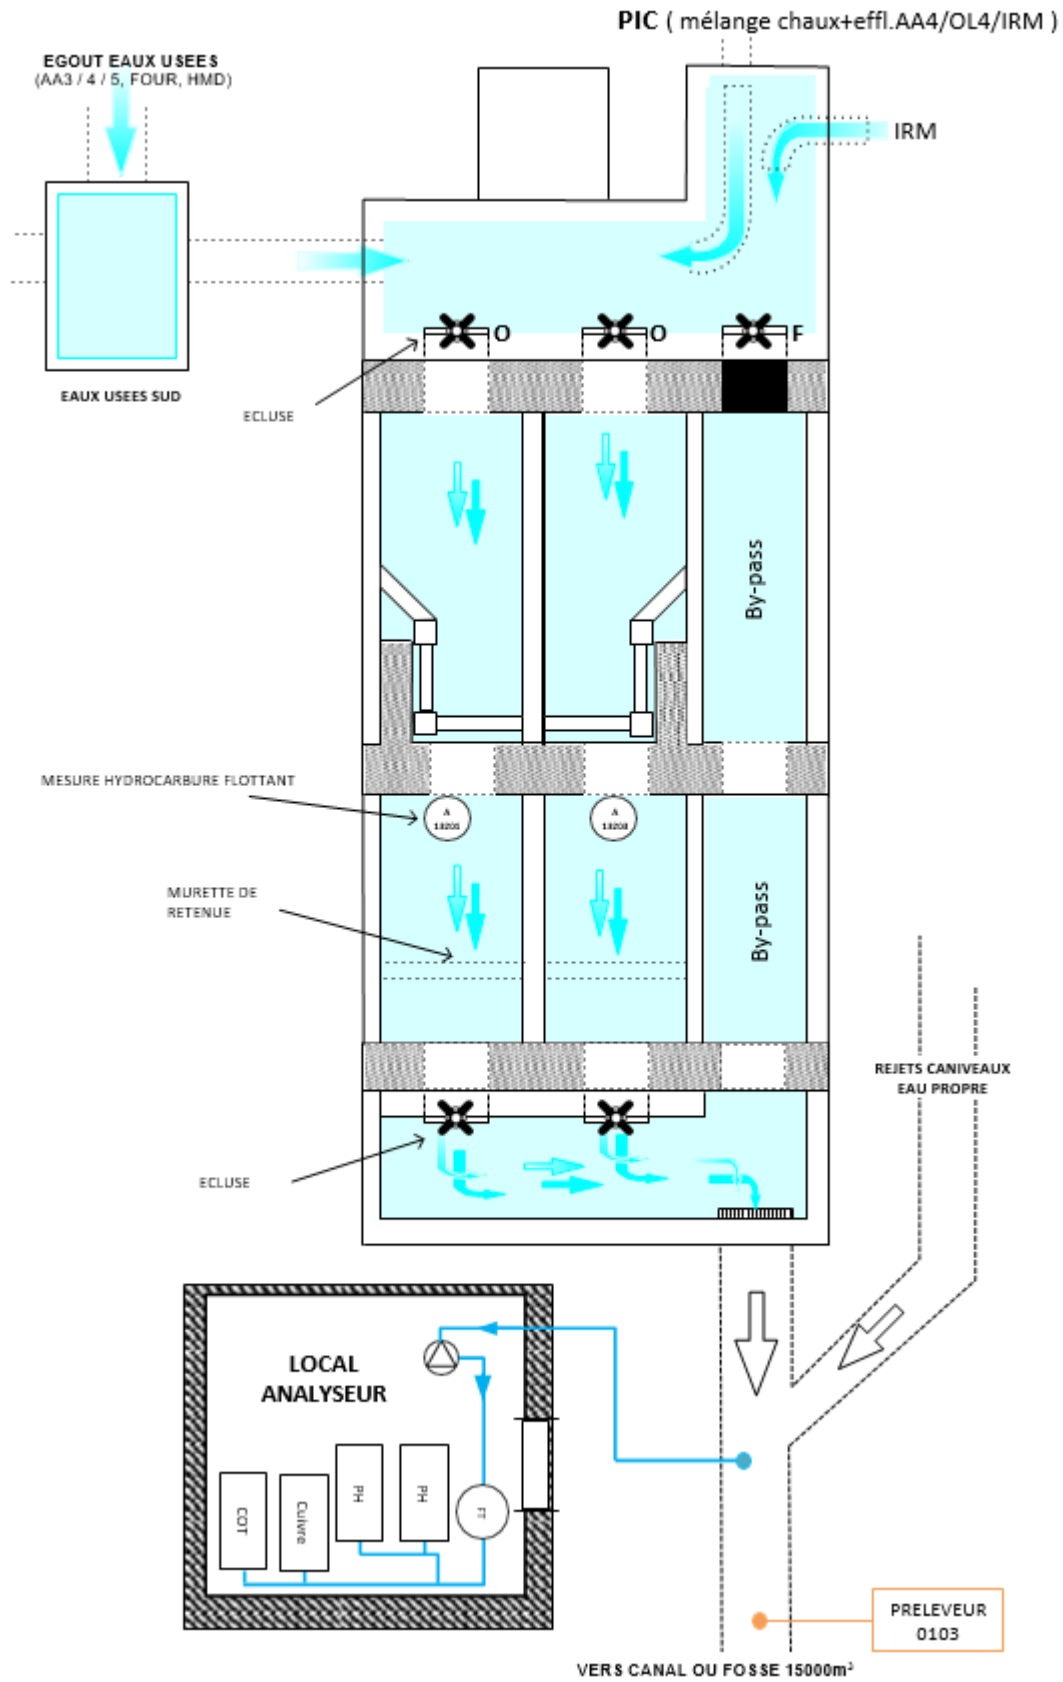 PIC ( mélange chaux+effl.AA4/OL4/IRM )
EGOUT EAUX USEES
(AA3 / 4 / 5, FOUR, HMD)
IRM
O
O
F
EAUX USEES SUD
ECLUSE
By-pass
MESURE HYDROCARBURE FLOTTANT
A
13201
A
13203
MURETTE DE
RETENUE
By-pass
REJETS CANIVEAUX
EAU PROPRE
ECLUSE
LOCAL
ANALYSEUR
COT
Cuivre
PH
PH
FT
PRELEVEUR
0103
VERS CANAL OU FOSSE 15000m³